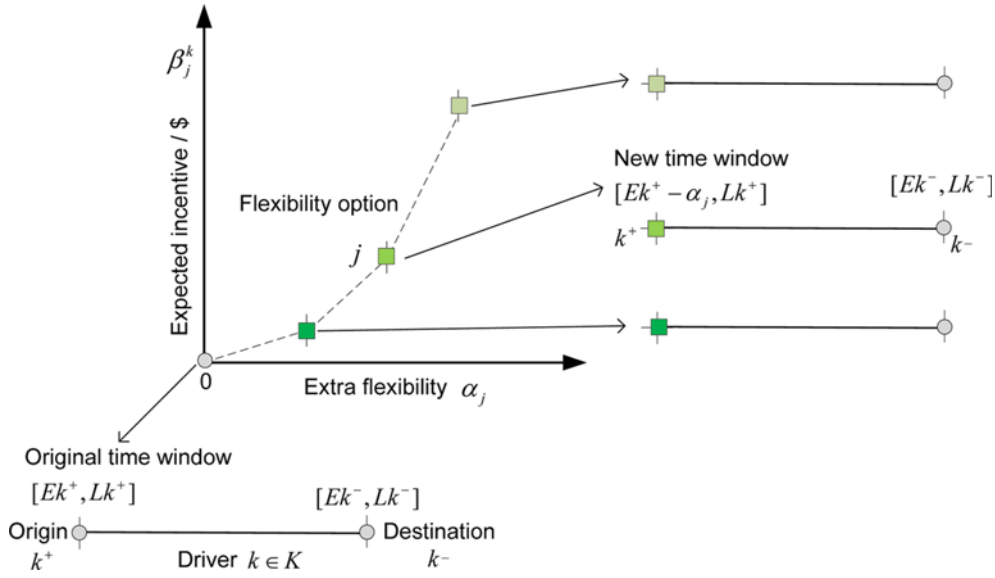 β_j^k
Expected incentive / $
Flexibility option
j
0
Extra flexibility α_j
New time window
[Ek⁺ − α_j, Lk⁺]
[Ek⁻, Lk⁻]
k⁺
k⁻
Original time window
[Ek⁺, Lk⁺]
[Ek⁻, Lk⁻]
Origin
Destination
k⁺
Driver k ∈ K
k⁻